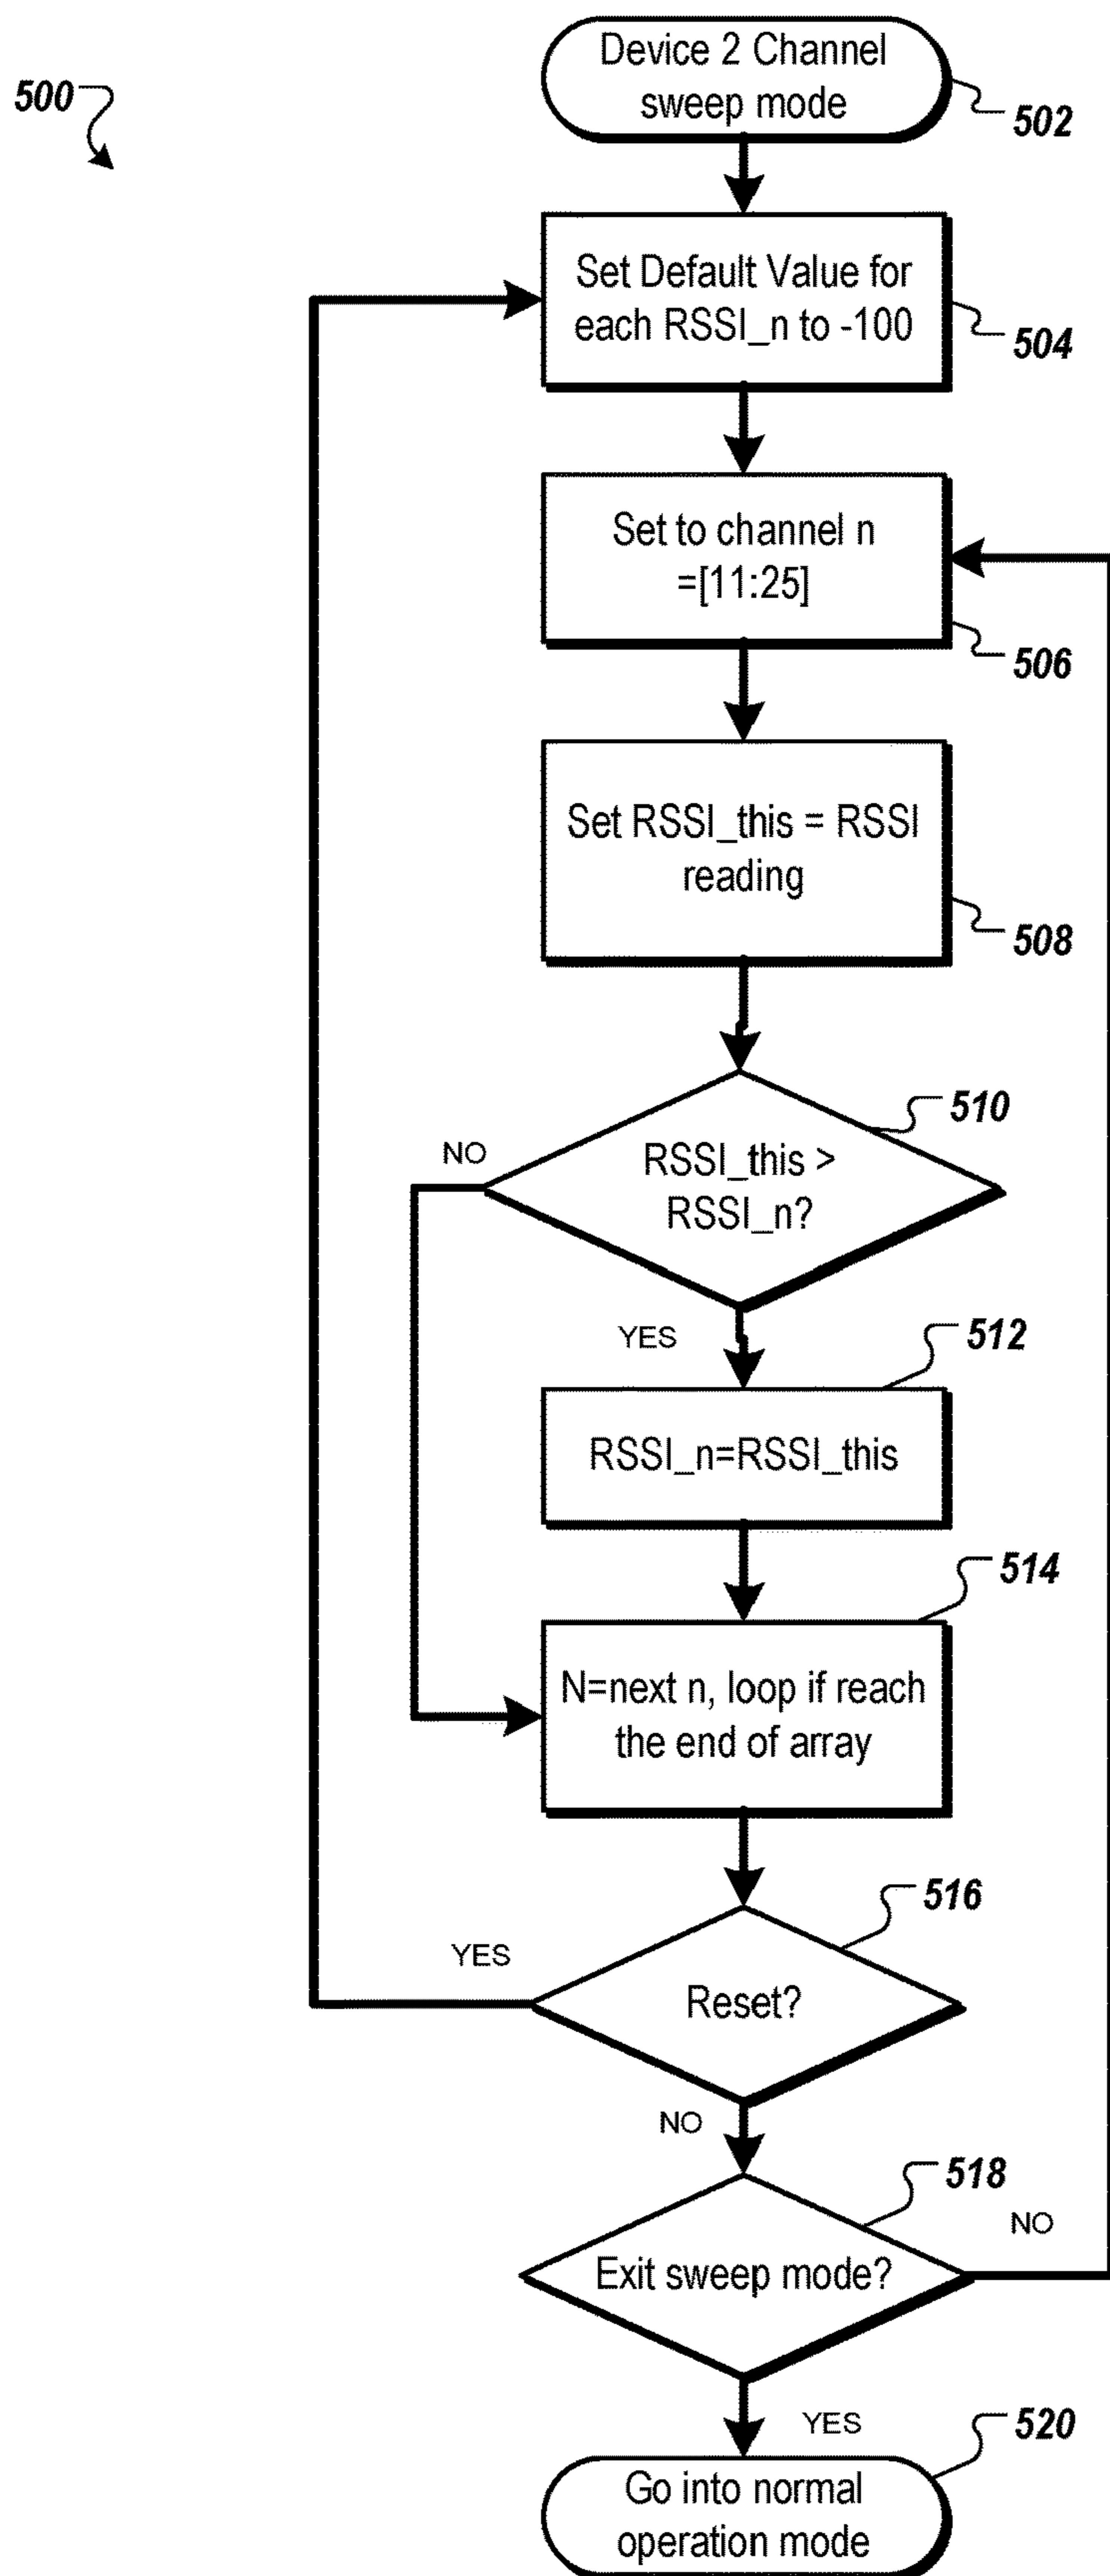 500
Device 2 Channel
sweep mode
502
Set Default Value for
each RSSI_n to -100
504
Set to channel n
=[11:25]
506
Set RSSI_this = RSSI
reading
508
510
NO
RSSI_this >
RSSI_n?
YES
512
RSSI_n=RSSI_this
514
N=next n, loop if reach
the end of array
516
YES
Reset?
NO
518
NO
Exit sweep mode?
YES
520
Go into normal
operation mode